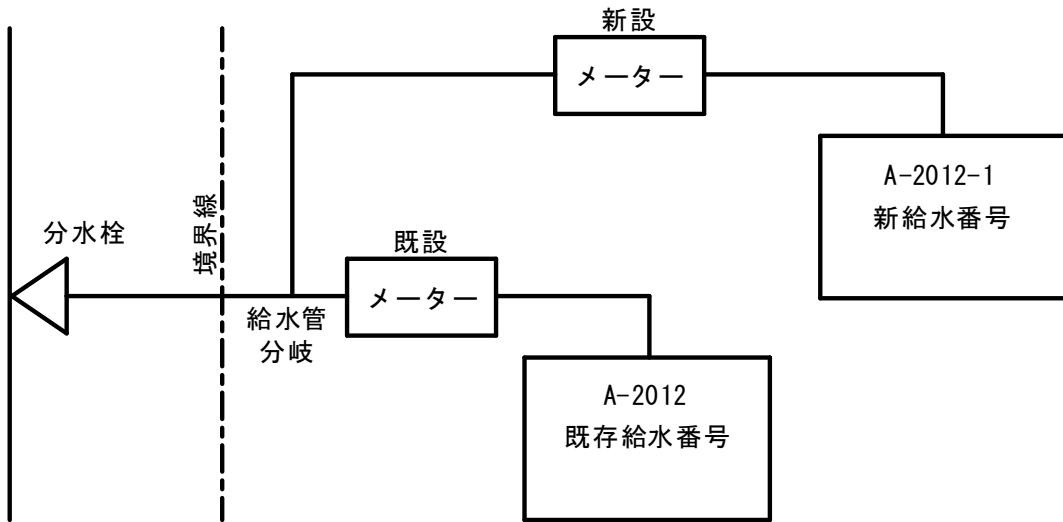 新設
メーター
A-2012-1
新給水番号
分水栓
境界線
既設
メーター
給水管
分岐
A-2012
既存給水番号